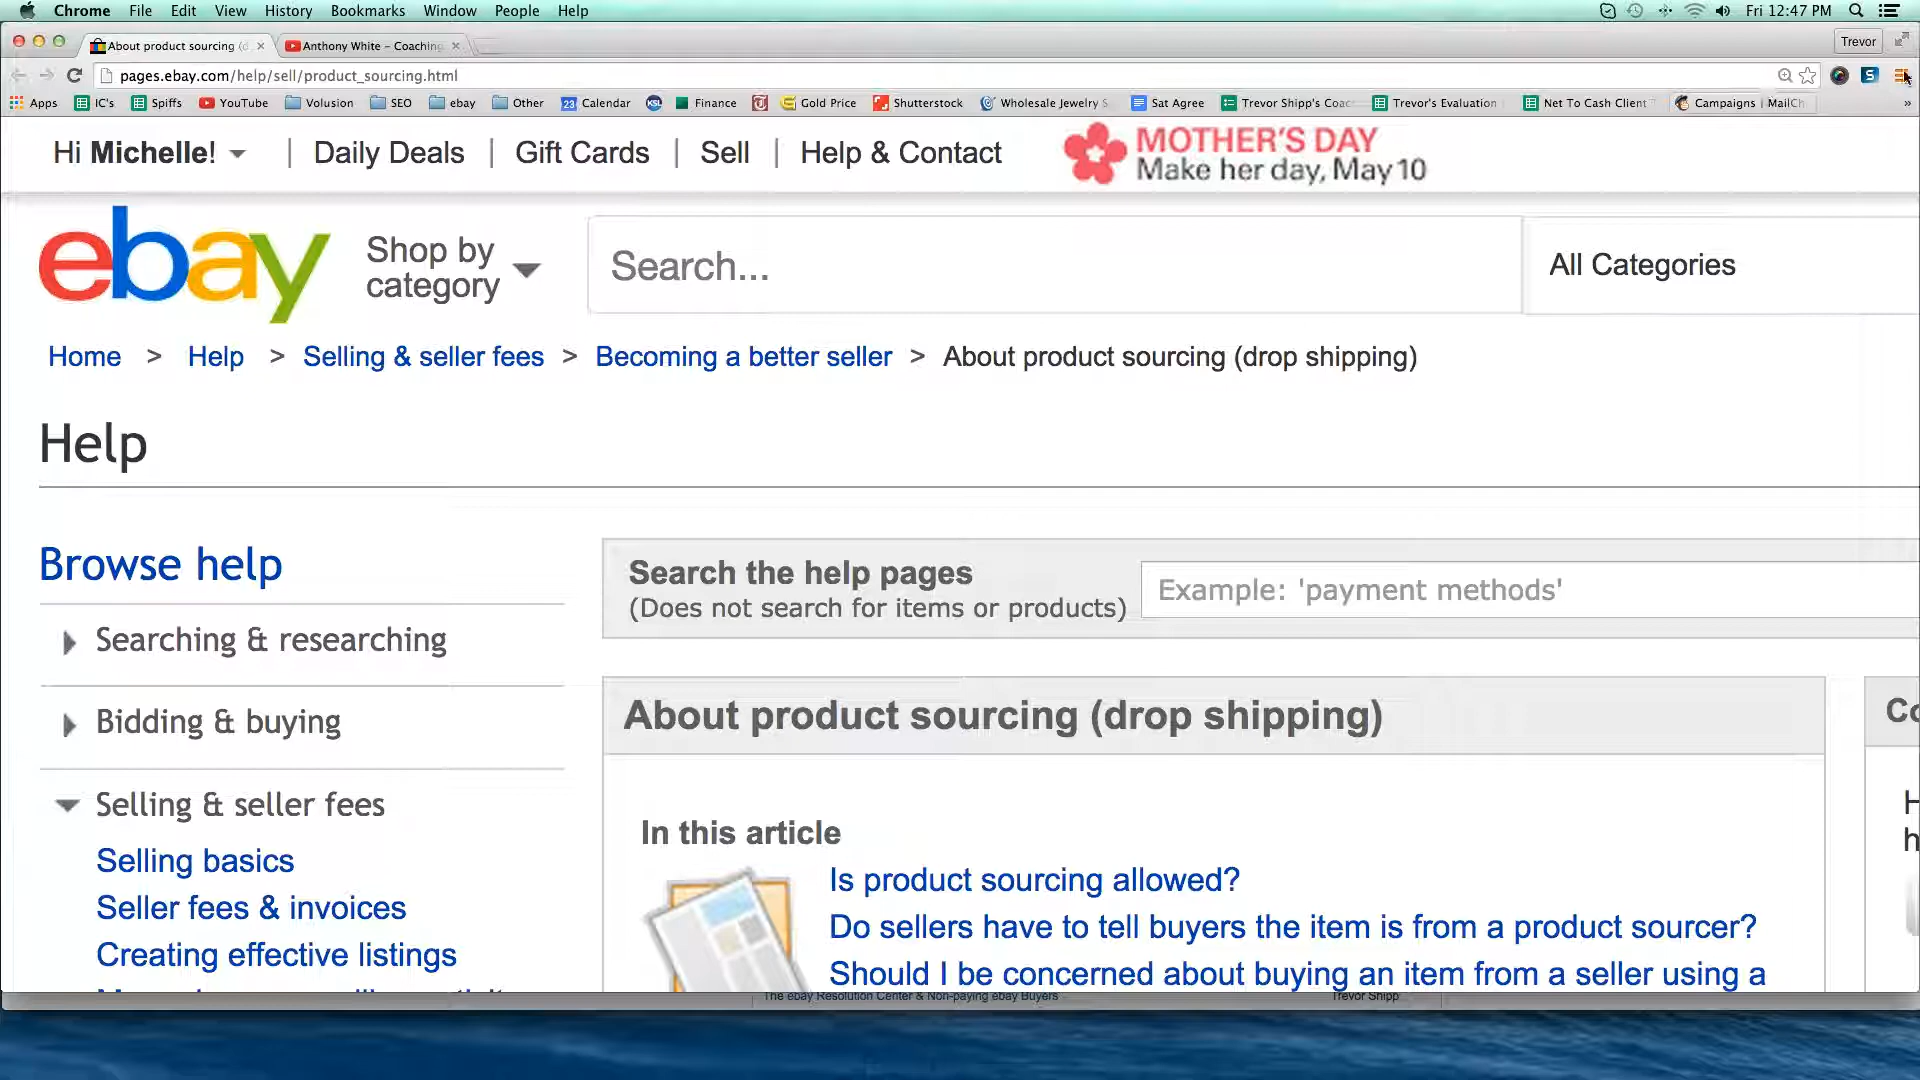 Chrome File Edit View History Bookmarks Window People Help Fri 12:47 PM
About product sourcing (d Anthony White - Coaching Trevor
pages.ebay.com/help/sell/product_sourcing.html
Apps IC's Spiffs YouTube Volusion SEO ebay Other 23 Calendar KSL Finance Gold Price Shutterstock Wholesale Jewelry S Sat Agree Trevor Shipp's Coac Trevor's Evaluation Net To Cash Client Campaigns | MailCh »
Hi Michelle! | Daily Deals | Gift Cards | Sell | Help & Contact
MOTHER'S DAY
Make her day, May 10
ebay
Shop by
category
Search...
All Categories
Home > Help > Selling & seller fees > Becoming a better seller > About product sourcing (drop shipping)
Help
Browse help
Searching & researching
Bidding & buying
Selling & seller fees
Selling basics
Seller fees & invoices
Creating effective listings
Search the help pages
(Does not search for items or products)
Example: 'payment methods'
About product sourcing (drop shipping)
In this article
Is product sourcing allowed?
Do sellers have to tell buyers the item is from a product sourcer?
Should I be concerned about buying an item from a seller using a
The ebay Resolution Center & Non-paying ebay Buyers Trevor Shipp